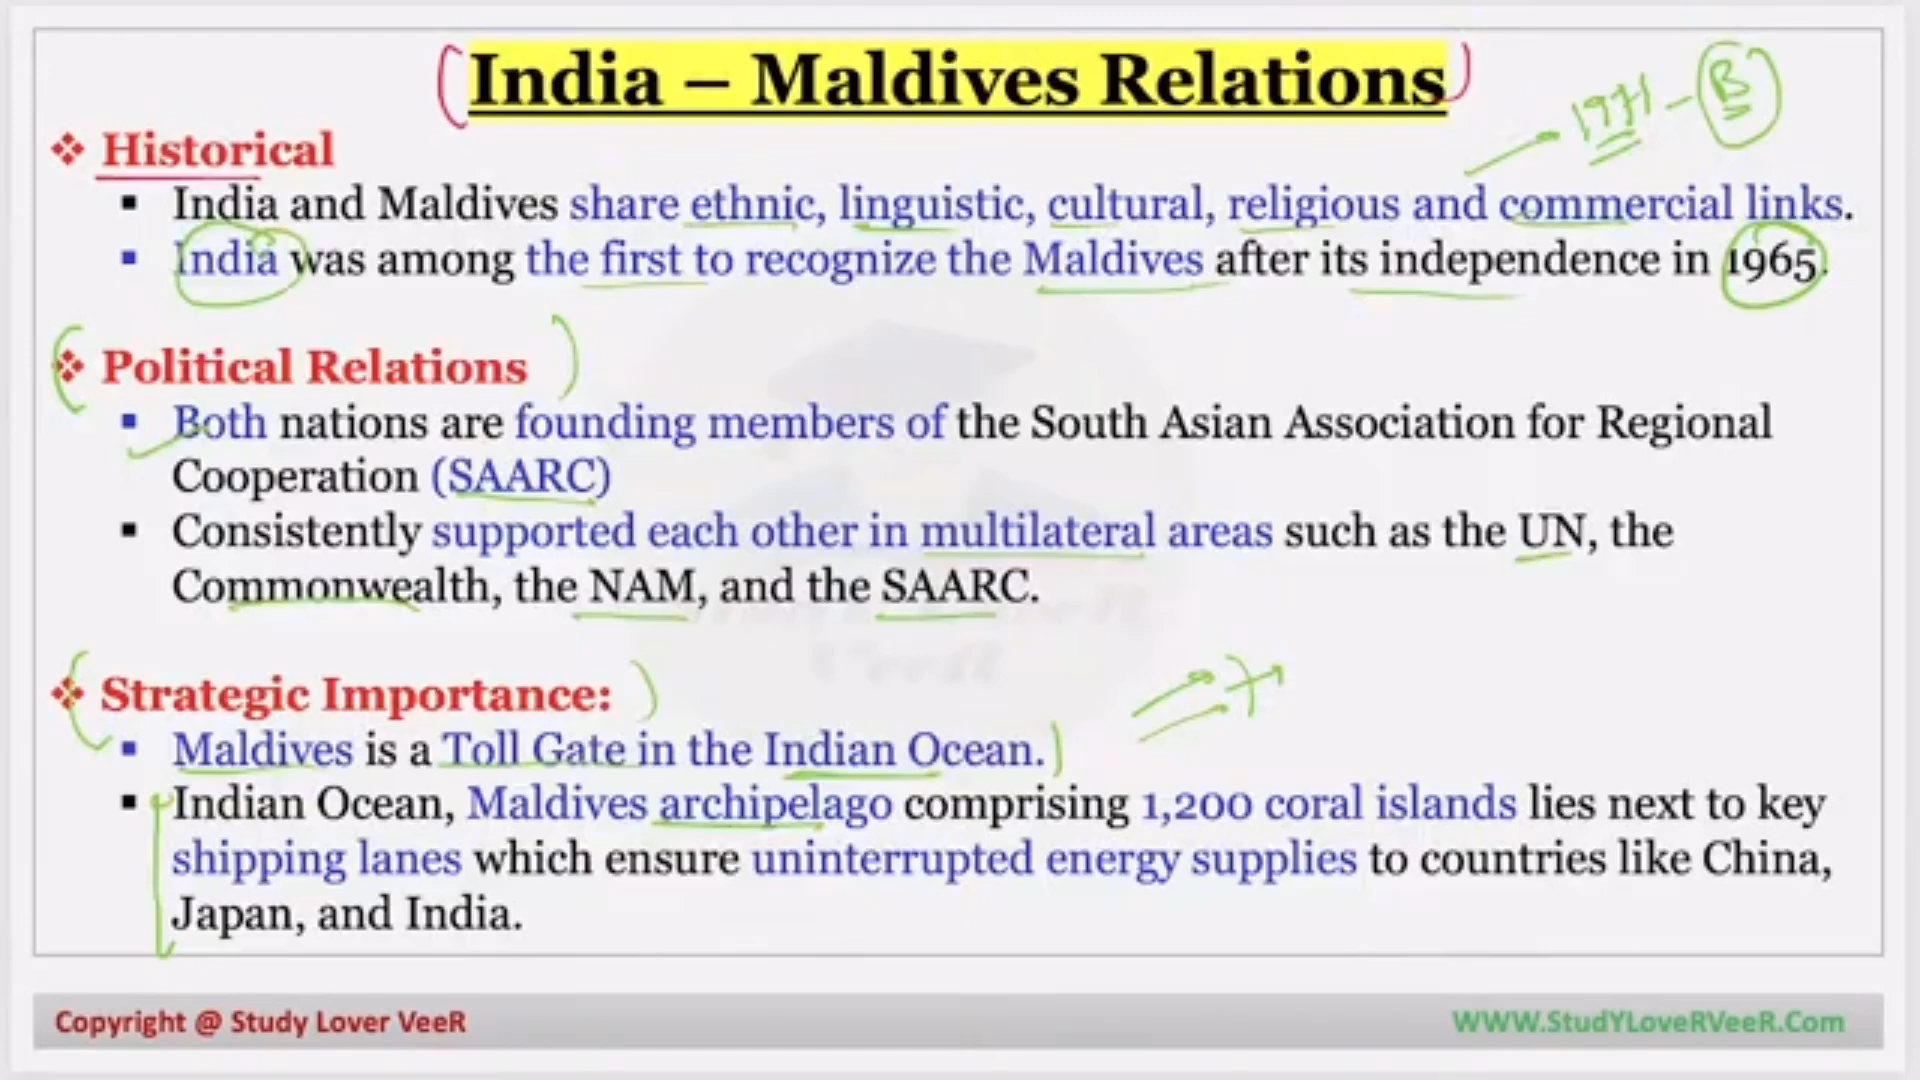 India – Maldives Relations
1971 - B
Historical
India and Maldives share ethnic, linguistic, cultural, religious and commercial links.
India was among the first to recognize the Maldives after its independence in 1965.
Political Relations
Both nations are founding members of the South Asian Association for Regional
Cooperation (SAARC)
Consistently supported each other in multilateral areas such as the UN, the
Commonwealth, the NAM, and the SAARC.
Strategic Importance:
Maldives is a Toll Gate in the Indian Ocean.
Indian Ocean, Maldives archipelago comprising 1,200 coral islands lies next to key
shipping lanes which ensure uninterrupted energy supplies to countries like China,
Japan, and India.
Copyright @ Study Lover VeeR
WWW.StudYLoveRVeeR.Com